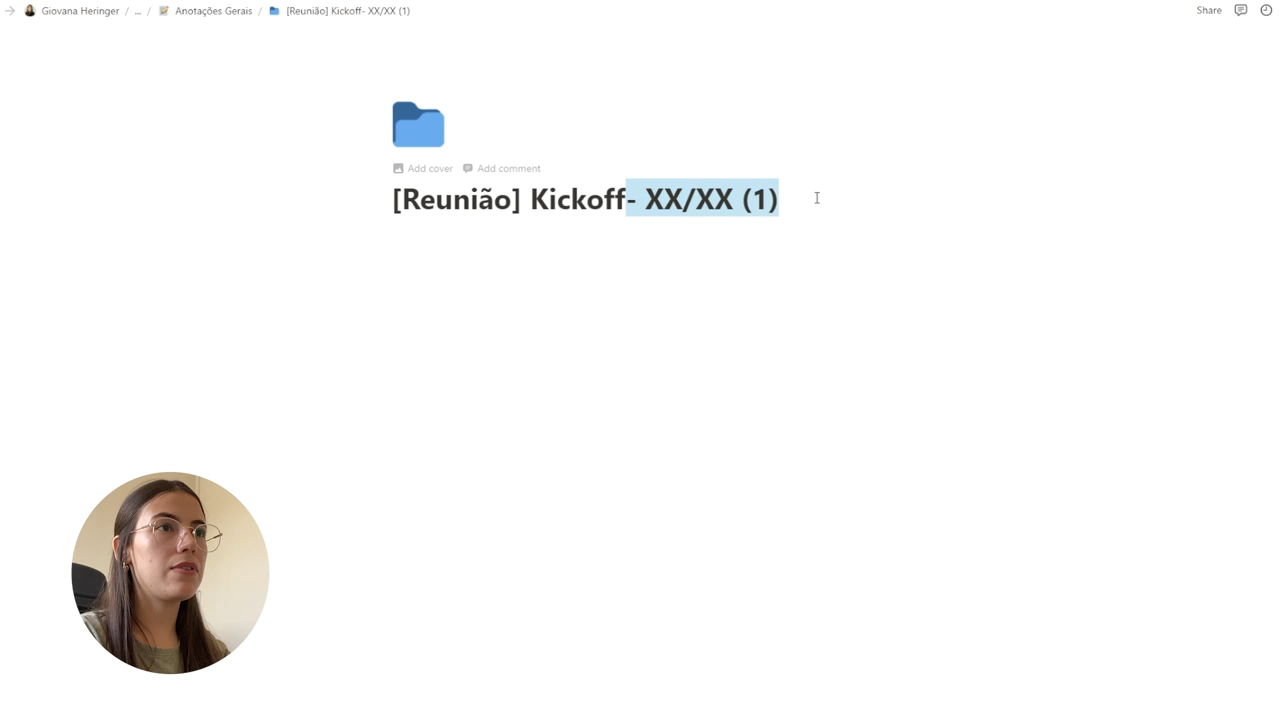 Giovana Heringer / ... / Anotações Gerais / [Reunião] Kickoff- XX/XX (1)
Share
Add cover Add comment
[Reunião] Kickoff- XX/XX (1)